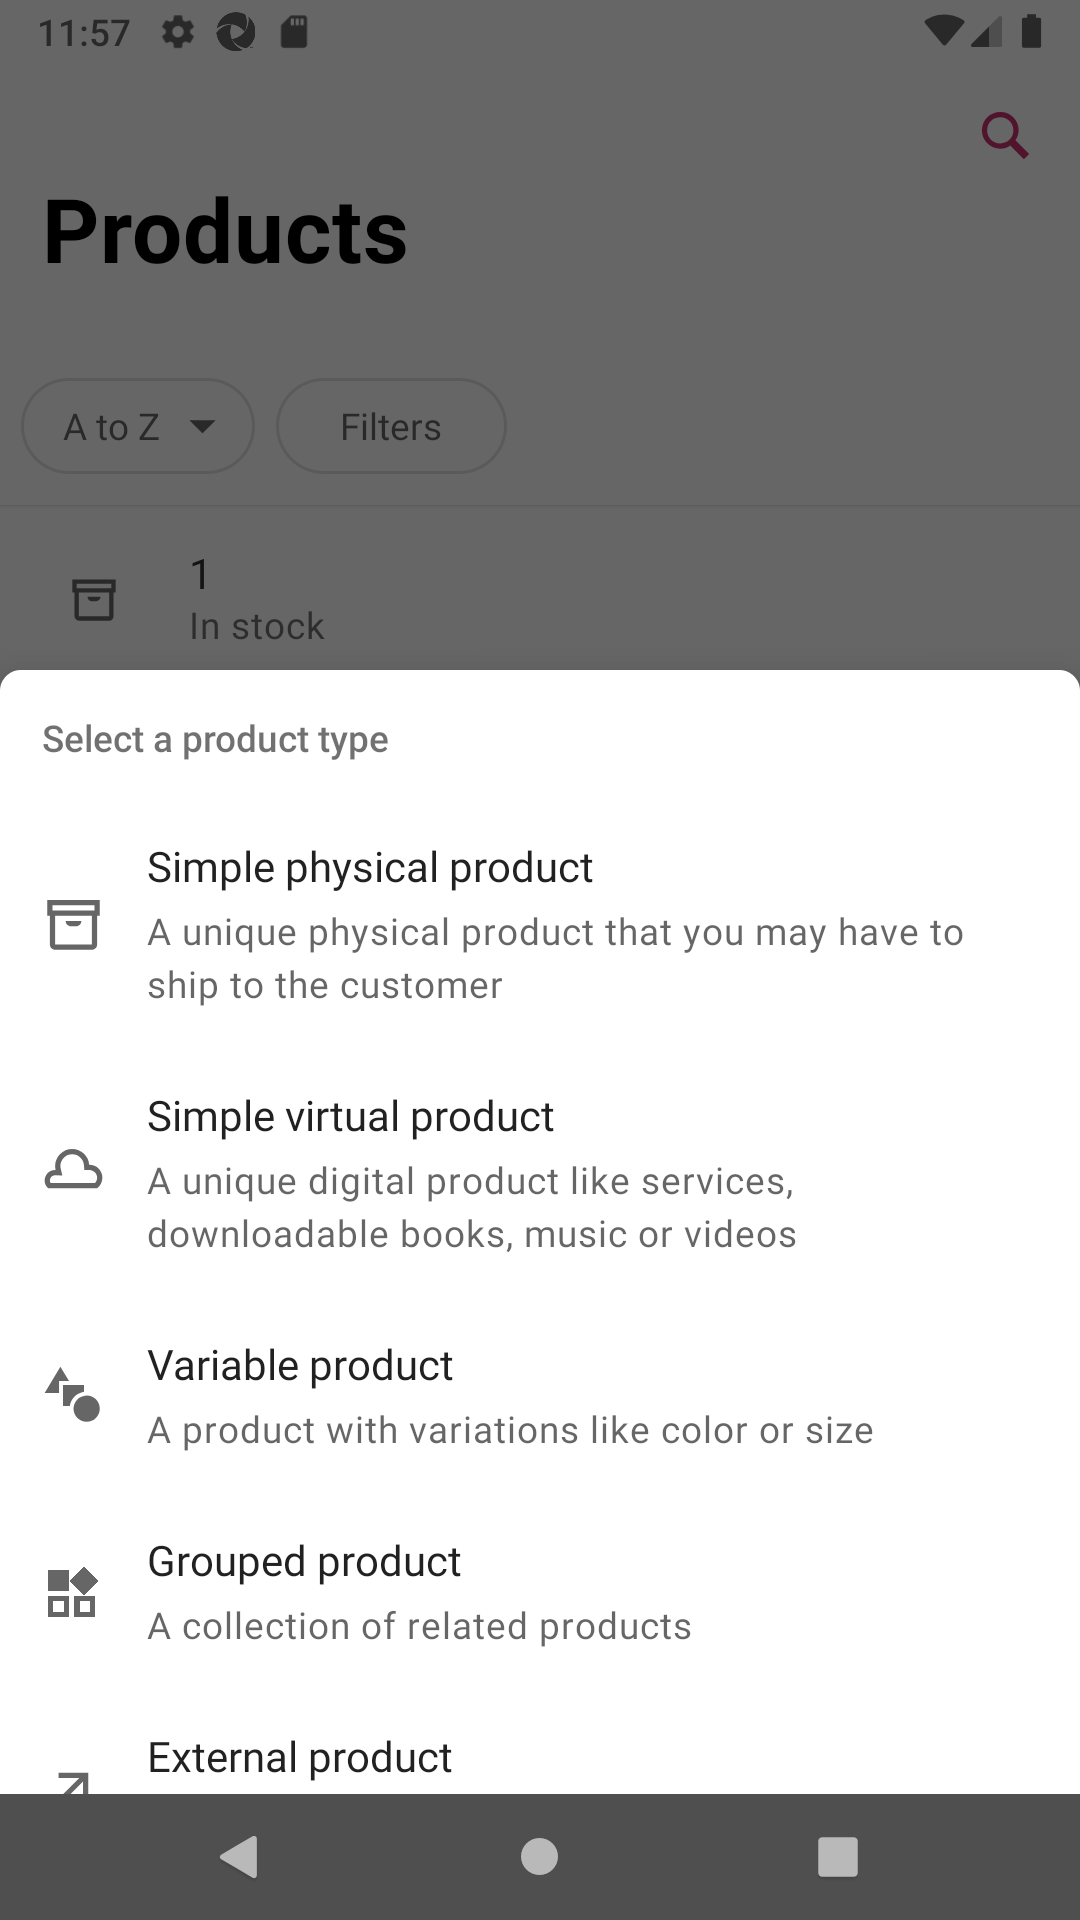 11:57
Products
A to Z
Filters
1
In stock
Select a product type
Simple physical product
A unique physical product that you may have to
ship to the customer
Simple virtual product
A unique digital product like services,
downloadable books, music or videos
Variable product
A product with variations like color or size
Grouped product
A collection of related products
External product